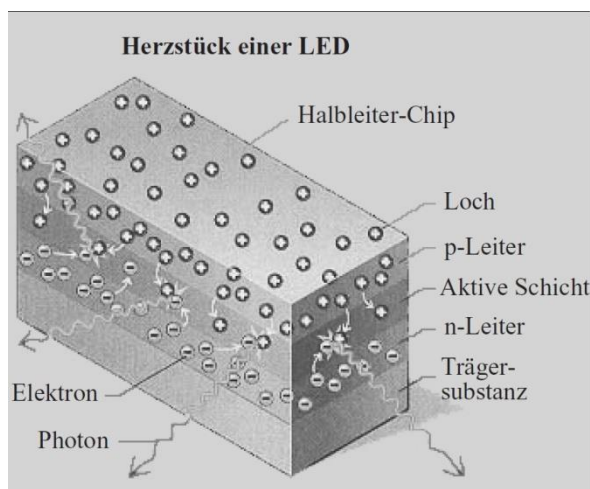 Herzstück einer LED
Halbleiter-Chip
Loch
p-Leiter
Aktive Schicht
n-Leiter
Träger-
substanz
Elektron
Photon